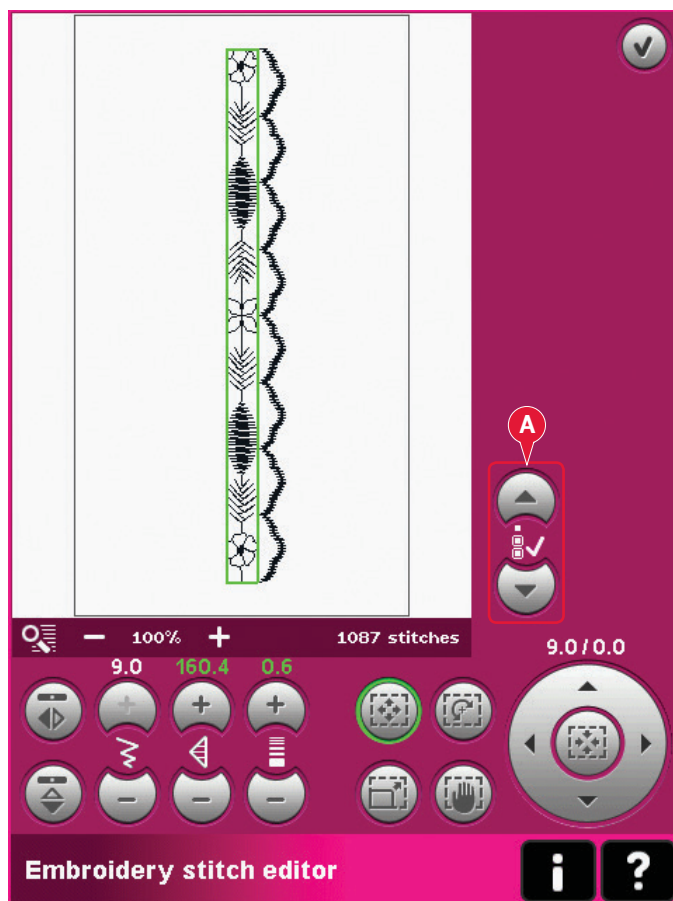 A
100% 1087 stitches
9.0/0.0
9.0 160.4 0.6
Embroidery stitch editor
i ?